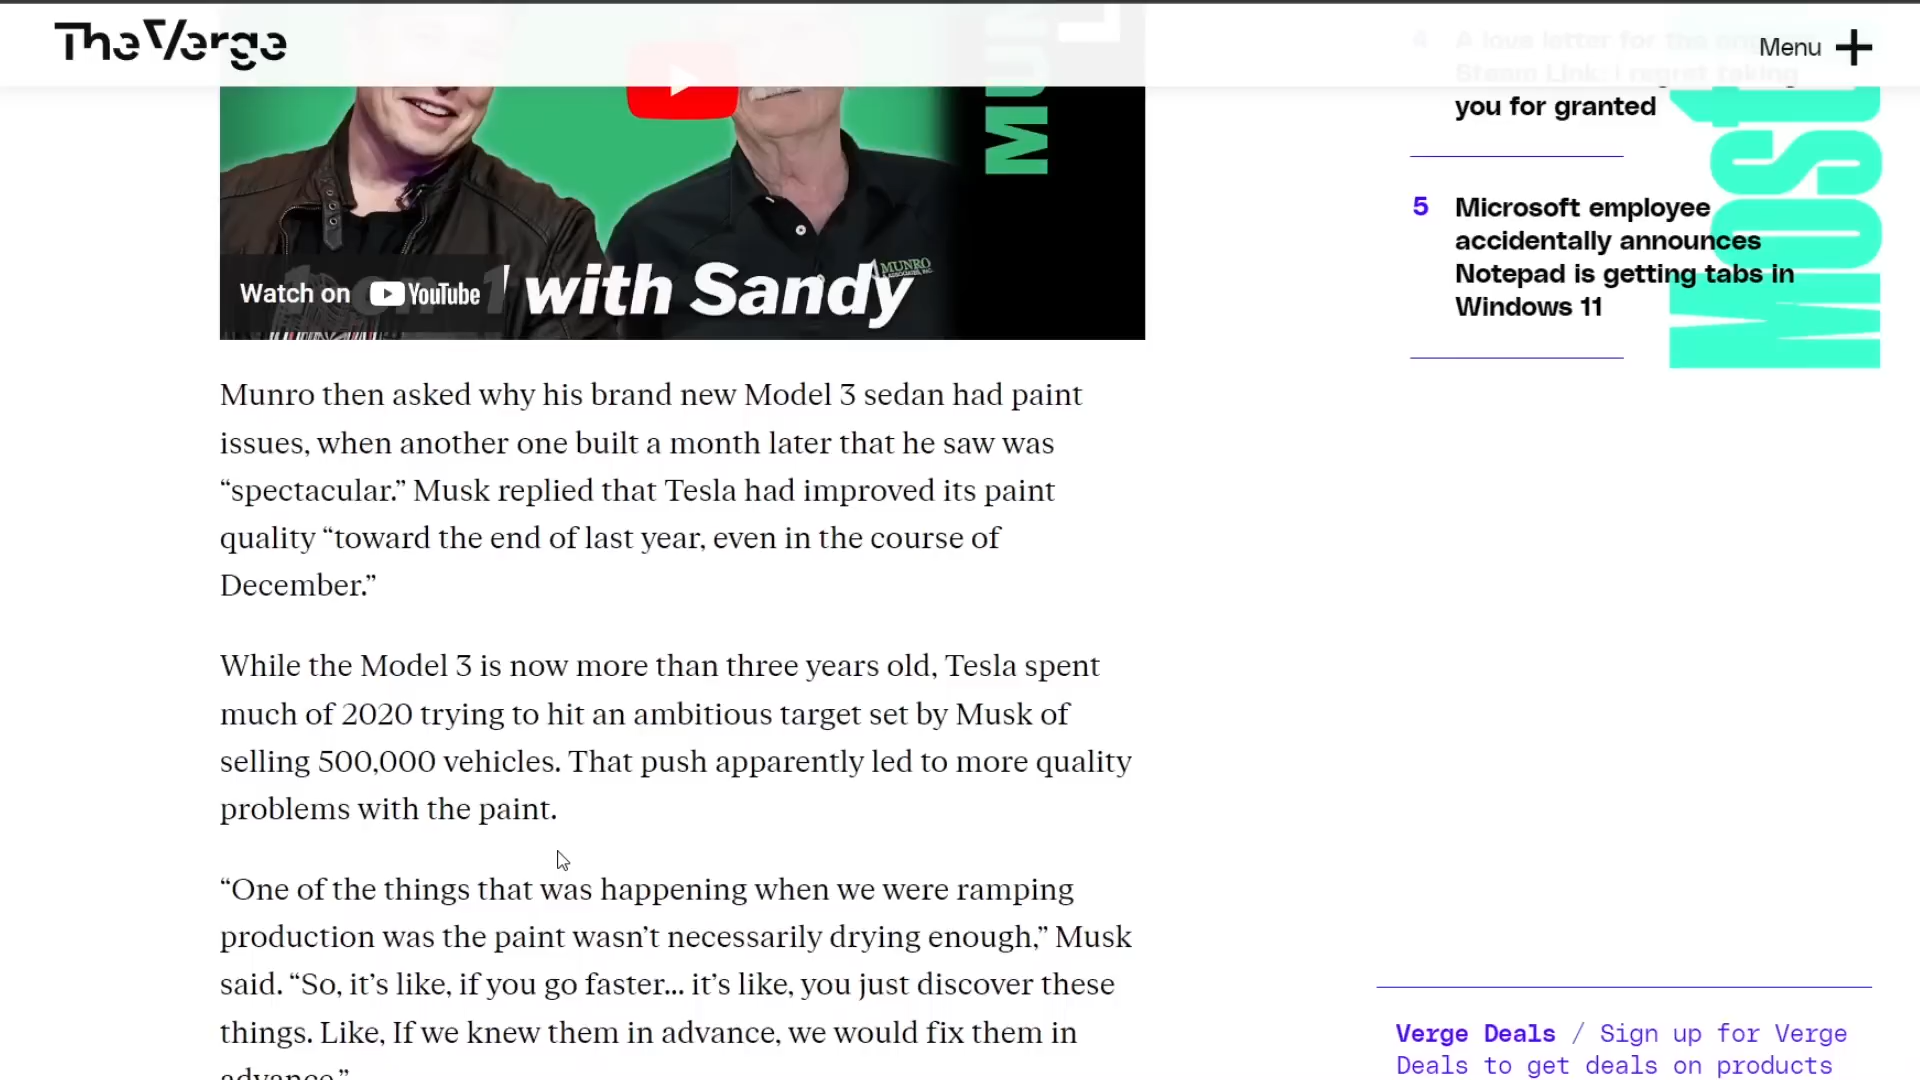 The Verge
Menu
4 A love letter for the
Steam Link: I regret taking
you for granted
5 Microsoft employee
accidentally announces
Notepad is getting tabs in
Windows 11
Most
MUN
Watch on YouTube
on 1 with Sandy
MUNRO
Munro then asked why his brand new Model 3 sedan had paint
issues, when another one built a month later that he saw was
“spectacular.” Musk replied that Tesla had improved its paint
quality “toward the end of last year, even in the course of
December.”
While the Model 3 is now more than three years old, Tesla spent
much of 2020 trying to hit an ambitious target set by Musk of
selling 500,000 vehicles. That push apparently led to more quality
problems with the paint.
“One of the things that was happening when we were ramping
production was the paint wasn’t necessarily drying enough,” Musk
said. “So, it’s like, if you go faster... it’s like, you just discover these
things. Like, If we knew them in advance, we would fix them in
advance.”
Verge Deals / Sign up for Verge
Deals to get deals on products